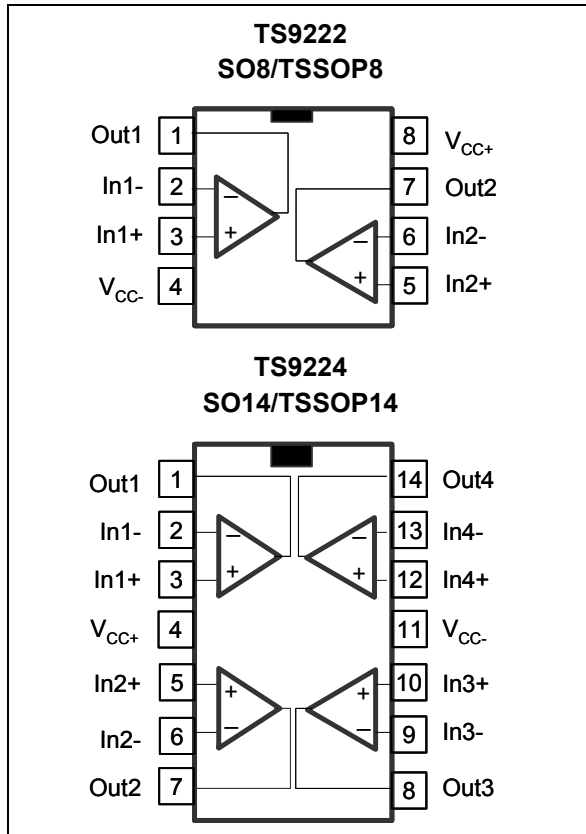 TS9222
SO8/TSSOP8
Out1 1 8 VCC+
− 
In1- 2 7 Out2
+ −
In1+ 3 6 In2-
+
VCC- 4 5 In2+
TS9224
SO14/TSSOP14
Out1 1 14 Out4
In1- 2 − − 13 In4-
In1+ 3 + + 12 In4+
VCC+ 4 11 VCC-
In2+ 5 + + 10 In3+
In2- 6 − − 9 In3-
Out2 7 8 Out3